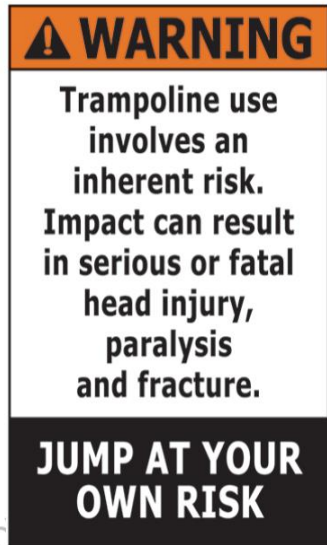 WARNING
Trampoline use
involves an
inherent risk.
Impact can result
in serious or fatal
head injury,
paralysis
and fracture.
JUMP AT YOUR
OWN RISK